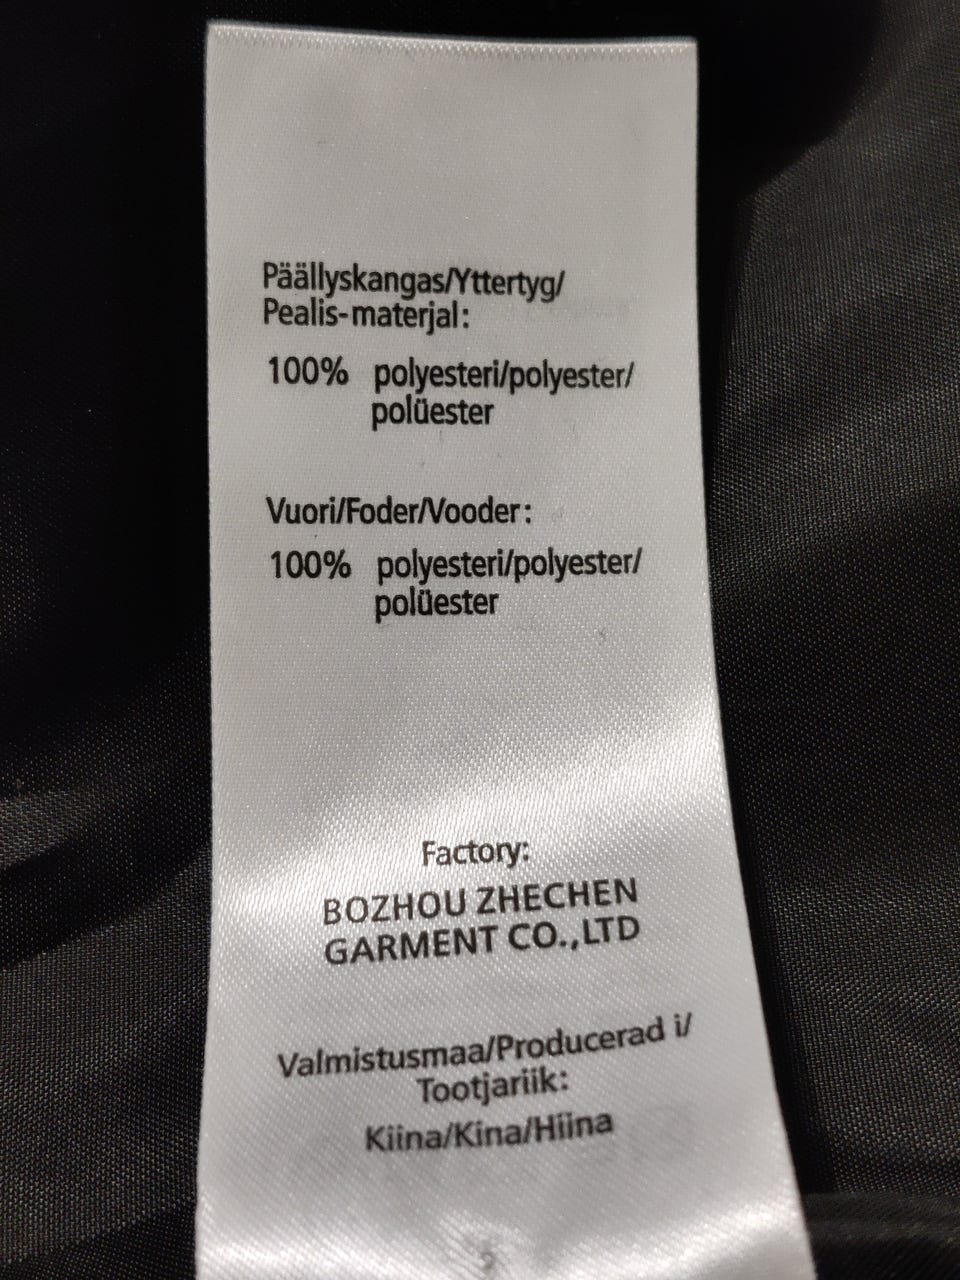 Päällyskangas/Yttertyg/
Pealis-materjal:
100% polyesteri/polyester/
polüester
Vuori/Foder/Vooder:
100% polyesteri/polyester/
polüester
Factory:
BOZHOU ZHECHEN
GARMENT CO.,LTD
Valmistusmaa/Producerad i/
Tootjariik:
Kiina/Kina/Hiina